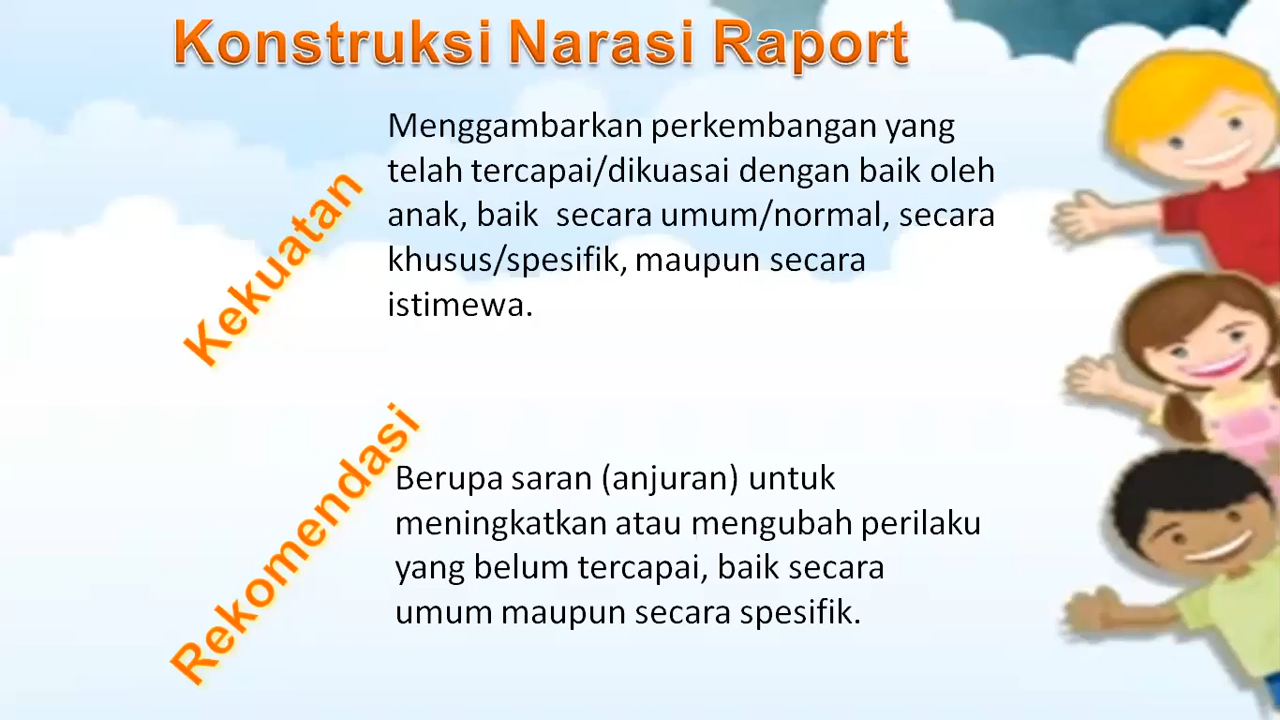 Konstruksi Narasi Raport
Kekuatan
Menggambarkan perkembangan yang
telah tercapai/dikuasai dengan baik oleh
anak, baik secara umum/normal, secara
khusus/spesifik, maupun secara
istimewa.
Rekomendasi
Berupa saran (anjuran) untuk
meningkatkan atau mengubah perilaku
yang belum tercapai, baik secara
umum maupun secara spesifik.